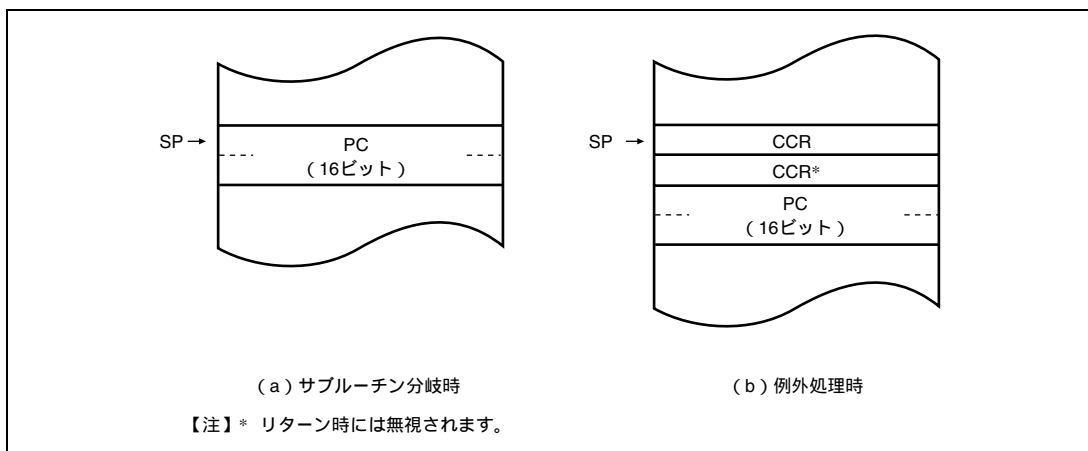 SP →
PC
（16ビット）
（a）サブルーチン分岐時
SP →
CCR
CCR*
PC
（16ビット）
（b）例外処理時
【注】* リターン時には無視されます。